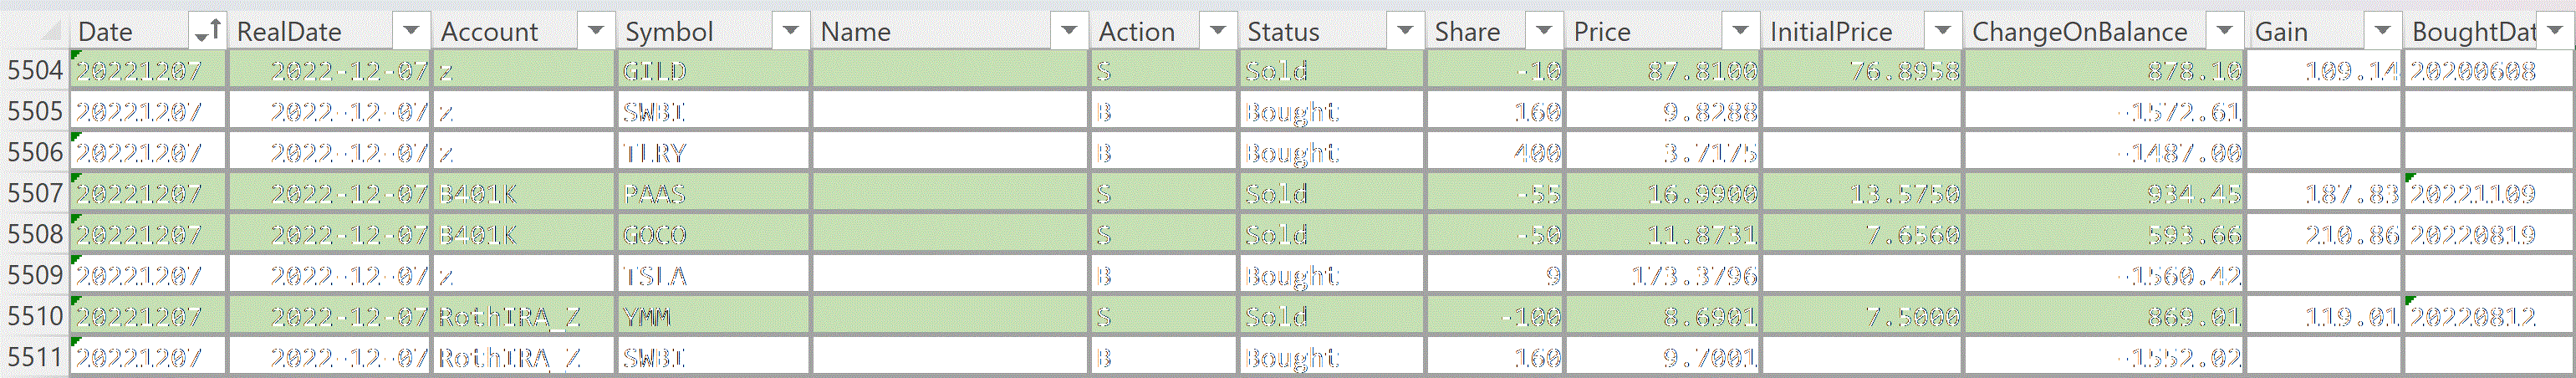 Date RealDate Account Symbol Name Action Status Share Price InitialPrice ChangeOnBalance Gain BoughtDat
5504 20221207 2022-12-07 z GILD S Sold -10 87.8100 76.8958 878.10 109.14 20200608
5505 20221207 2022-12-07 z SWBI B Bought 160 9.8288 -1572.61
5506 20221207 2022-12-07 z TLRY B Bought 400 3.7175 -1487.00
5507 20221207 2022-12-07 B401K PAAS S Sold -55 16.9900 13.5750 934.45 187.83 20221109
5508 20221207 2022-12-07 B401K GOCO S Sold -50 11.8731 7.6560 593.66 210.86 20220819
5509 20221207 2022-12-07 z TSLA B Bought 9 173.3796 -1560.42
5510 20221207 2022-12-07 RothIRA_Z YMM S Sold -100 8.6901 7.5000 869.01 119.01 20220812
5511 20221207 2022-12-07 RothIRA_Z SWBI B Bought 160 9.7001 -1552.02